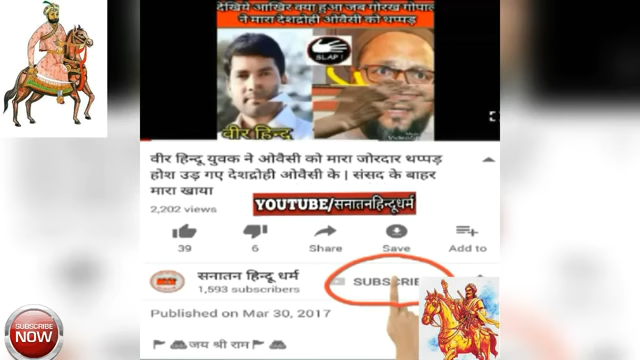 देखिये आखिर क्या हुआ जब गोरख गोपाल
ने मारा देशद्रोही ओवैसी को थप्पड़
SLAP !
वीर हिन्दू
वीर हिन्दू युवक ने ओवैसी को मारा जोरदार थप्पड़
होश उड़ गए देशद्रोही ओवैसी के | संसद के बाहर
मारा खाया
2,202 views
YOUTUBE/सनातनहिन्दूधर्म
39
6
Share
Save
Add to
सनातन हिन्दू धर्म
1,593 subscribers
SUBSCRIBE
Published on Mar 30, 2017
जय श्री राम
SUBSCRIBE
NOW